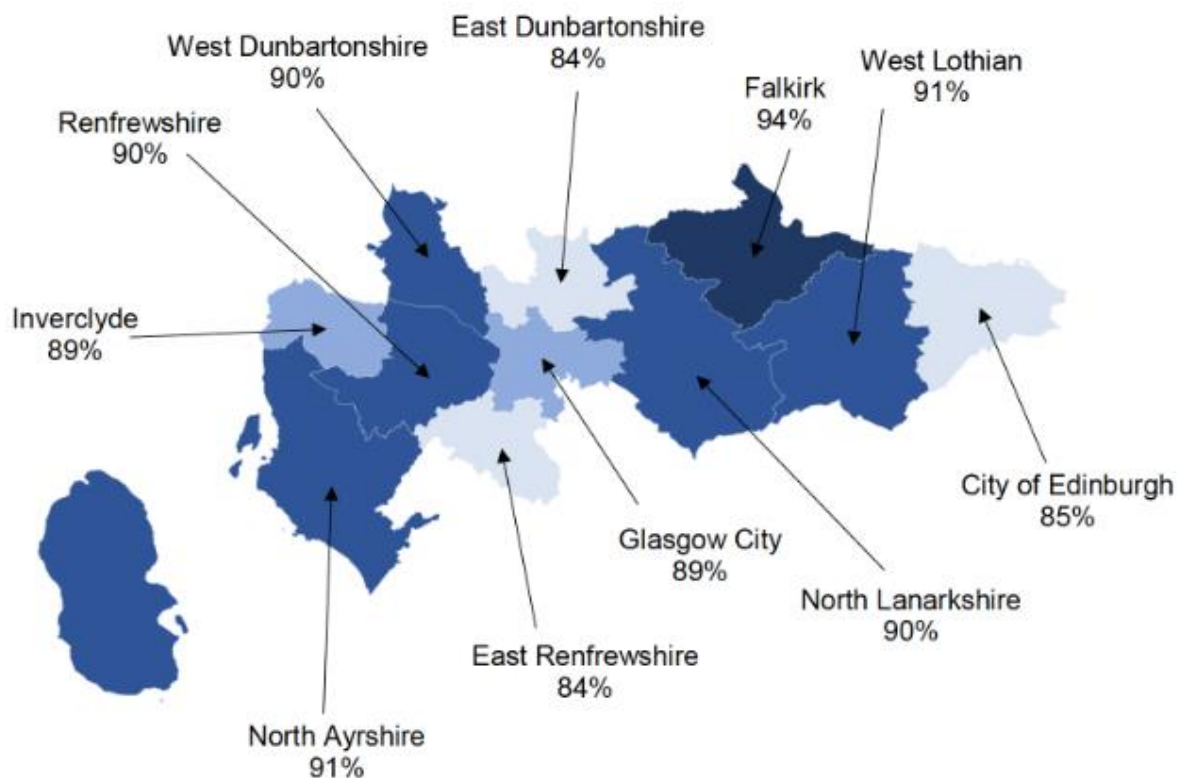 East Dunbartonshire
84%
West Dunbartonshire
90%
West Lothian
91%
Falkirk
94%
Renfrewshire
90%
Inverclyde
89%
City of Edinburgh
85%
Glasgow City
89%
North Lanarkshire
90%
East Renfrewshire
84%
North Ayrshire
91%